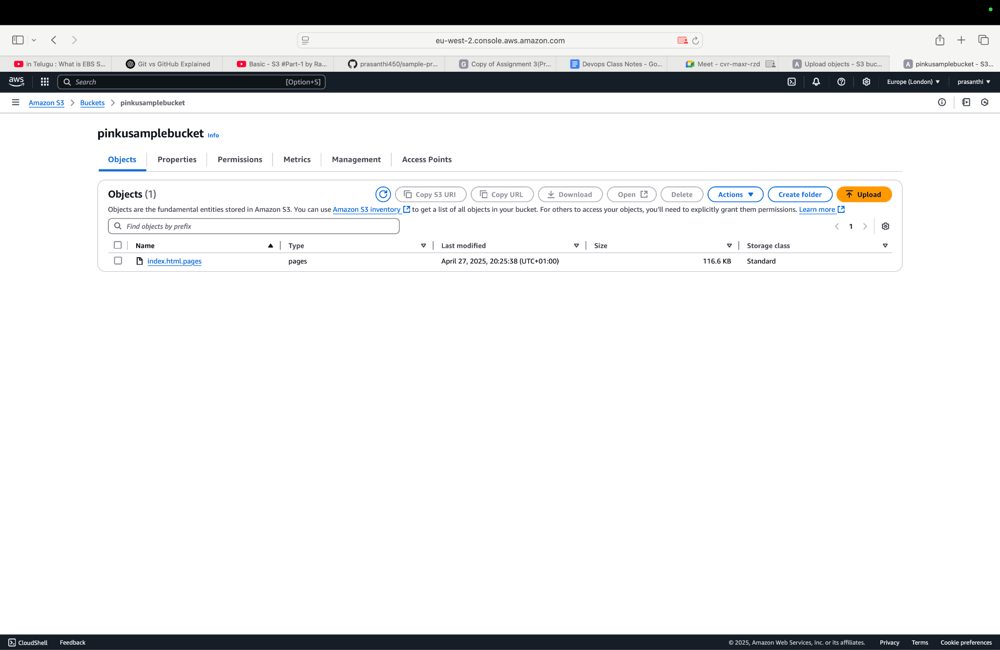 eu-west-2.console.aws.amazon.com
in Telugu : What is EBS S... Git vs GitHub Explained Basic - S3 #Part-1 by Ra... prasanthi450/sample-pr... Copy of Assignment 3(Pr... Devops Class Notes - Go... Meet - cvr-maxr-rzd Upload objects - S3 buc... pinkusamplebucket - S3...
aws Search [Option+S] Europe (London) prasanthi
Amazon S3 Buckets pinkusamplebucket
pinkusamplebucket Info
Objects Properties Permissions Metrics Management Access Points
Objects (1) Copy S3 URI Copy URL Download Open Delete Actions Create folder Upload
Objects are the fundamental entities stored in Amazon S3. You can use Amazon S3 inventory to get a list of all objects in your bucket. For others to access your objects, you'll need to explicitly grant them permissions. Learn more
Find objects by prefix 1
Name Type Last modified Size Storage class
index.html.pages pages April 27, 2025, 20:25:38 (UTC+01:00) 116.6 KB Standard
CloudShell Feedback © 2025, Amazon Web Services, Inc. or its affiliates. Privacy Terms Cookie preferences